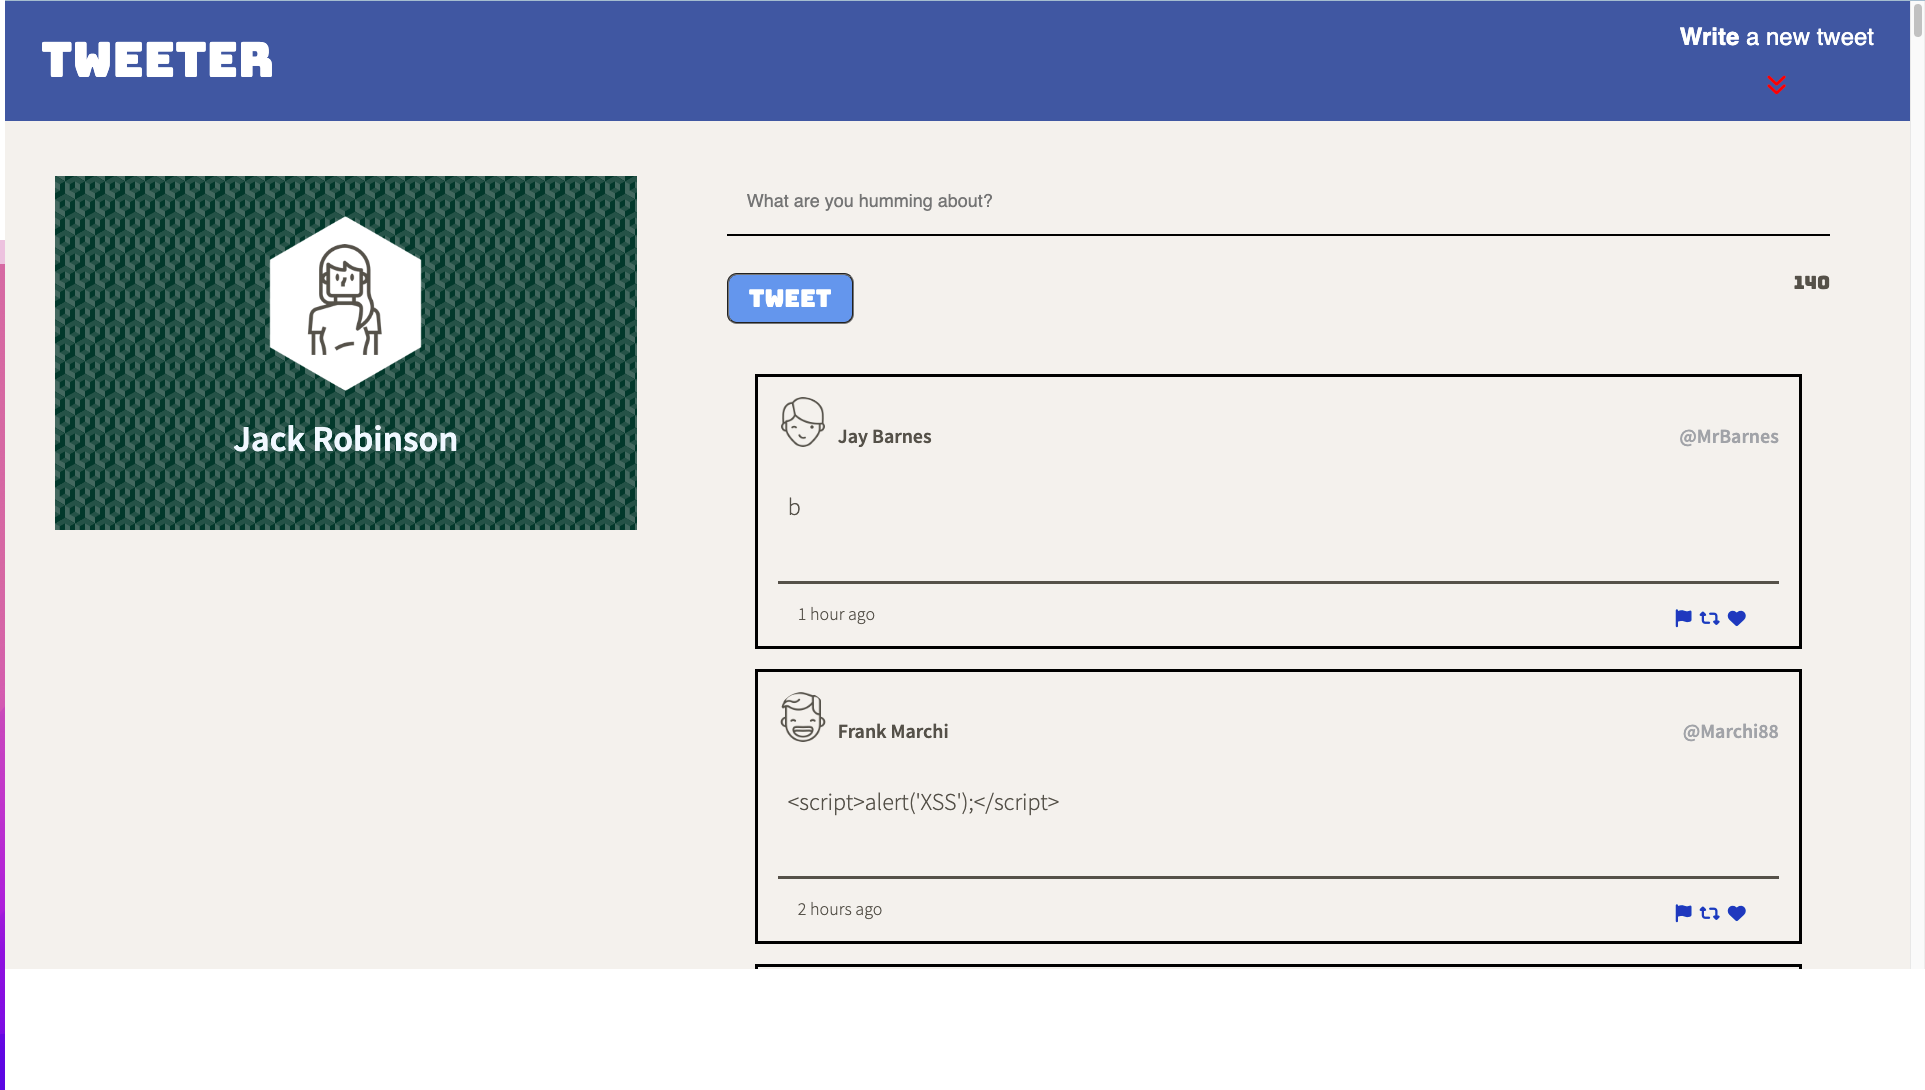 TWEETER
Write a new tweet
Jack Robinson
What are you humming about?
TWEET
140
Jay Barnes
@MrBarnes
b
1 hour ago
Frank Marchi
@Marchi88
<script>alert('XSS');</script>
2 hours ago